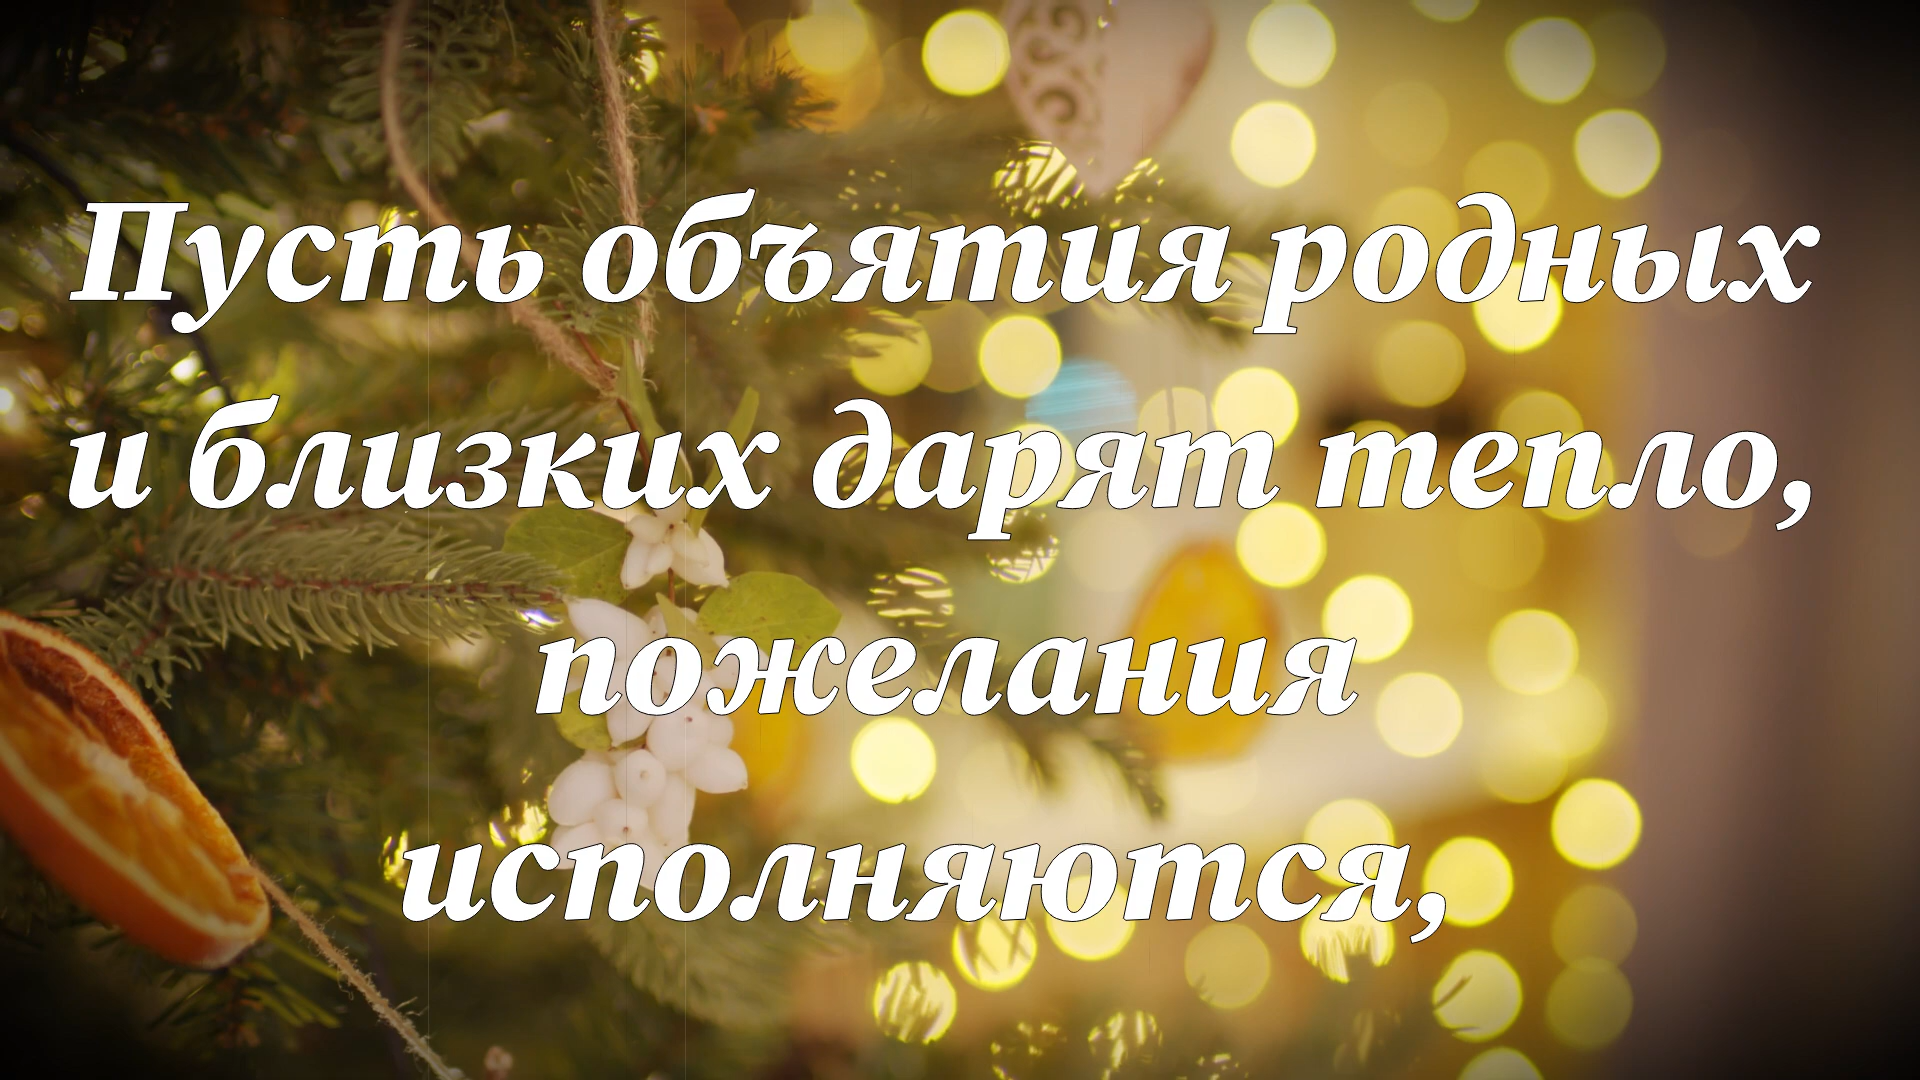 Пусть объятия родных
и близких дарят тепло,
пожелания
исполняются,